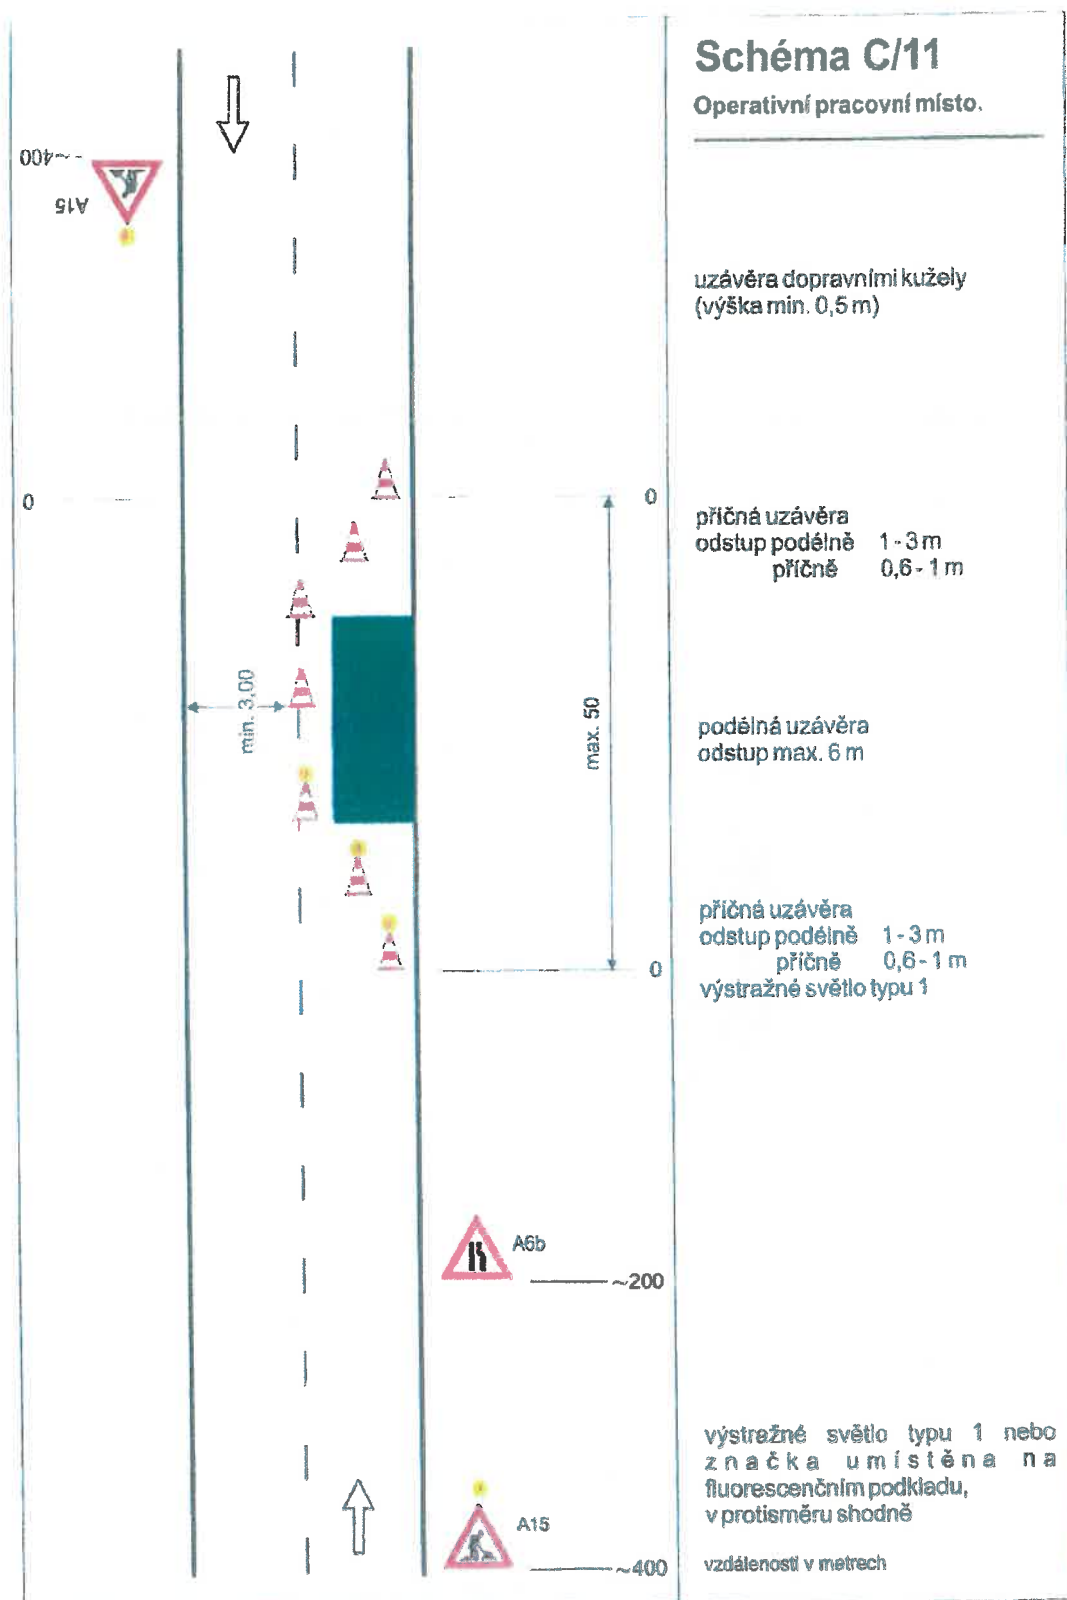 Schéma C/11
Operativní pracovní místo.
~400
A15
uzávěra dopravními kužely
(výška min. 0,5 m)
0
0
příčná uzávěra
odstup podélně 1 - 3 m
příčně 0,6 - 1 m
min. 3,00
max. 50
podélná uzávěra
odstup max. 6 m
příčná uzávěra
odstup podélně 1 - 3 m
příčně 0,6 - 1 m
výstražné světlo typu 1
0
A6b
~200
výstražné světlo typu 1 nebo
značka umístěna na
fluorescenčním podkladu,
v protisměru shodně
A15
~400
vzdálenosti v metrech